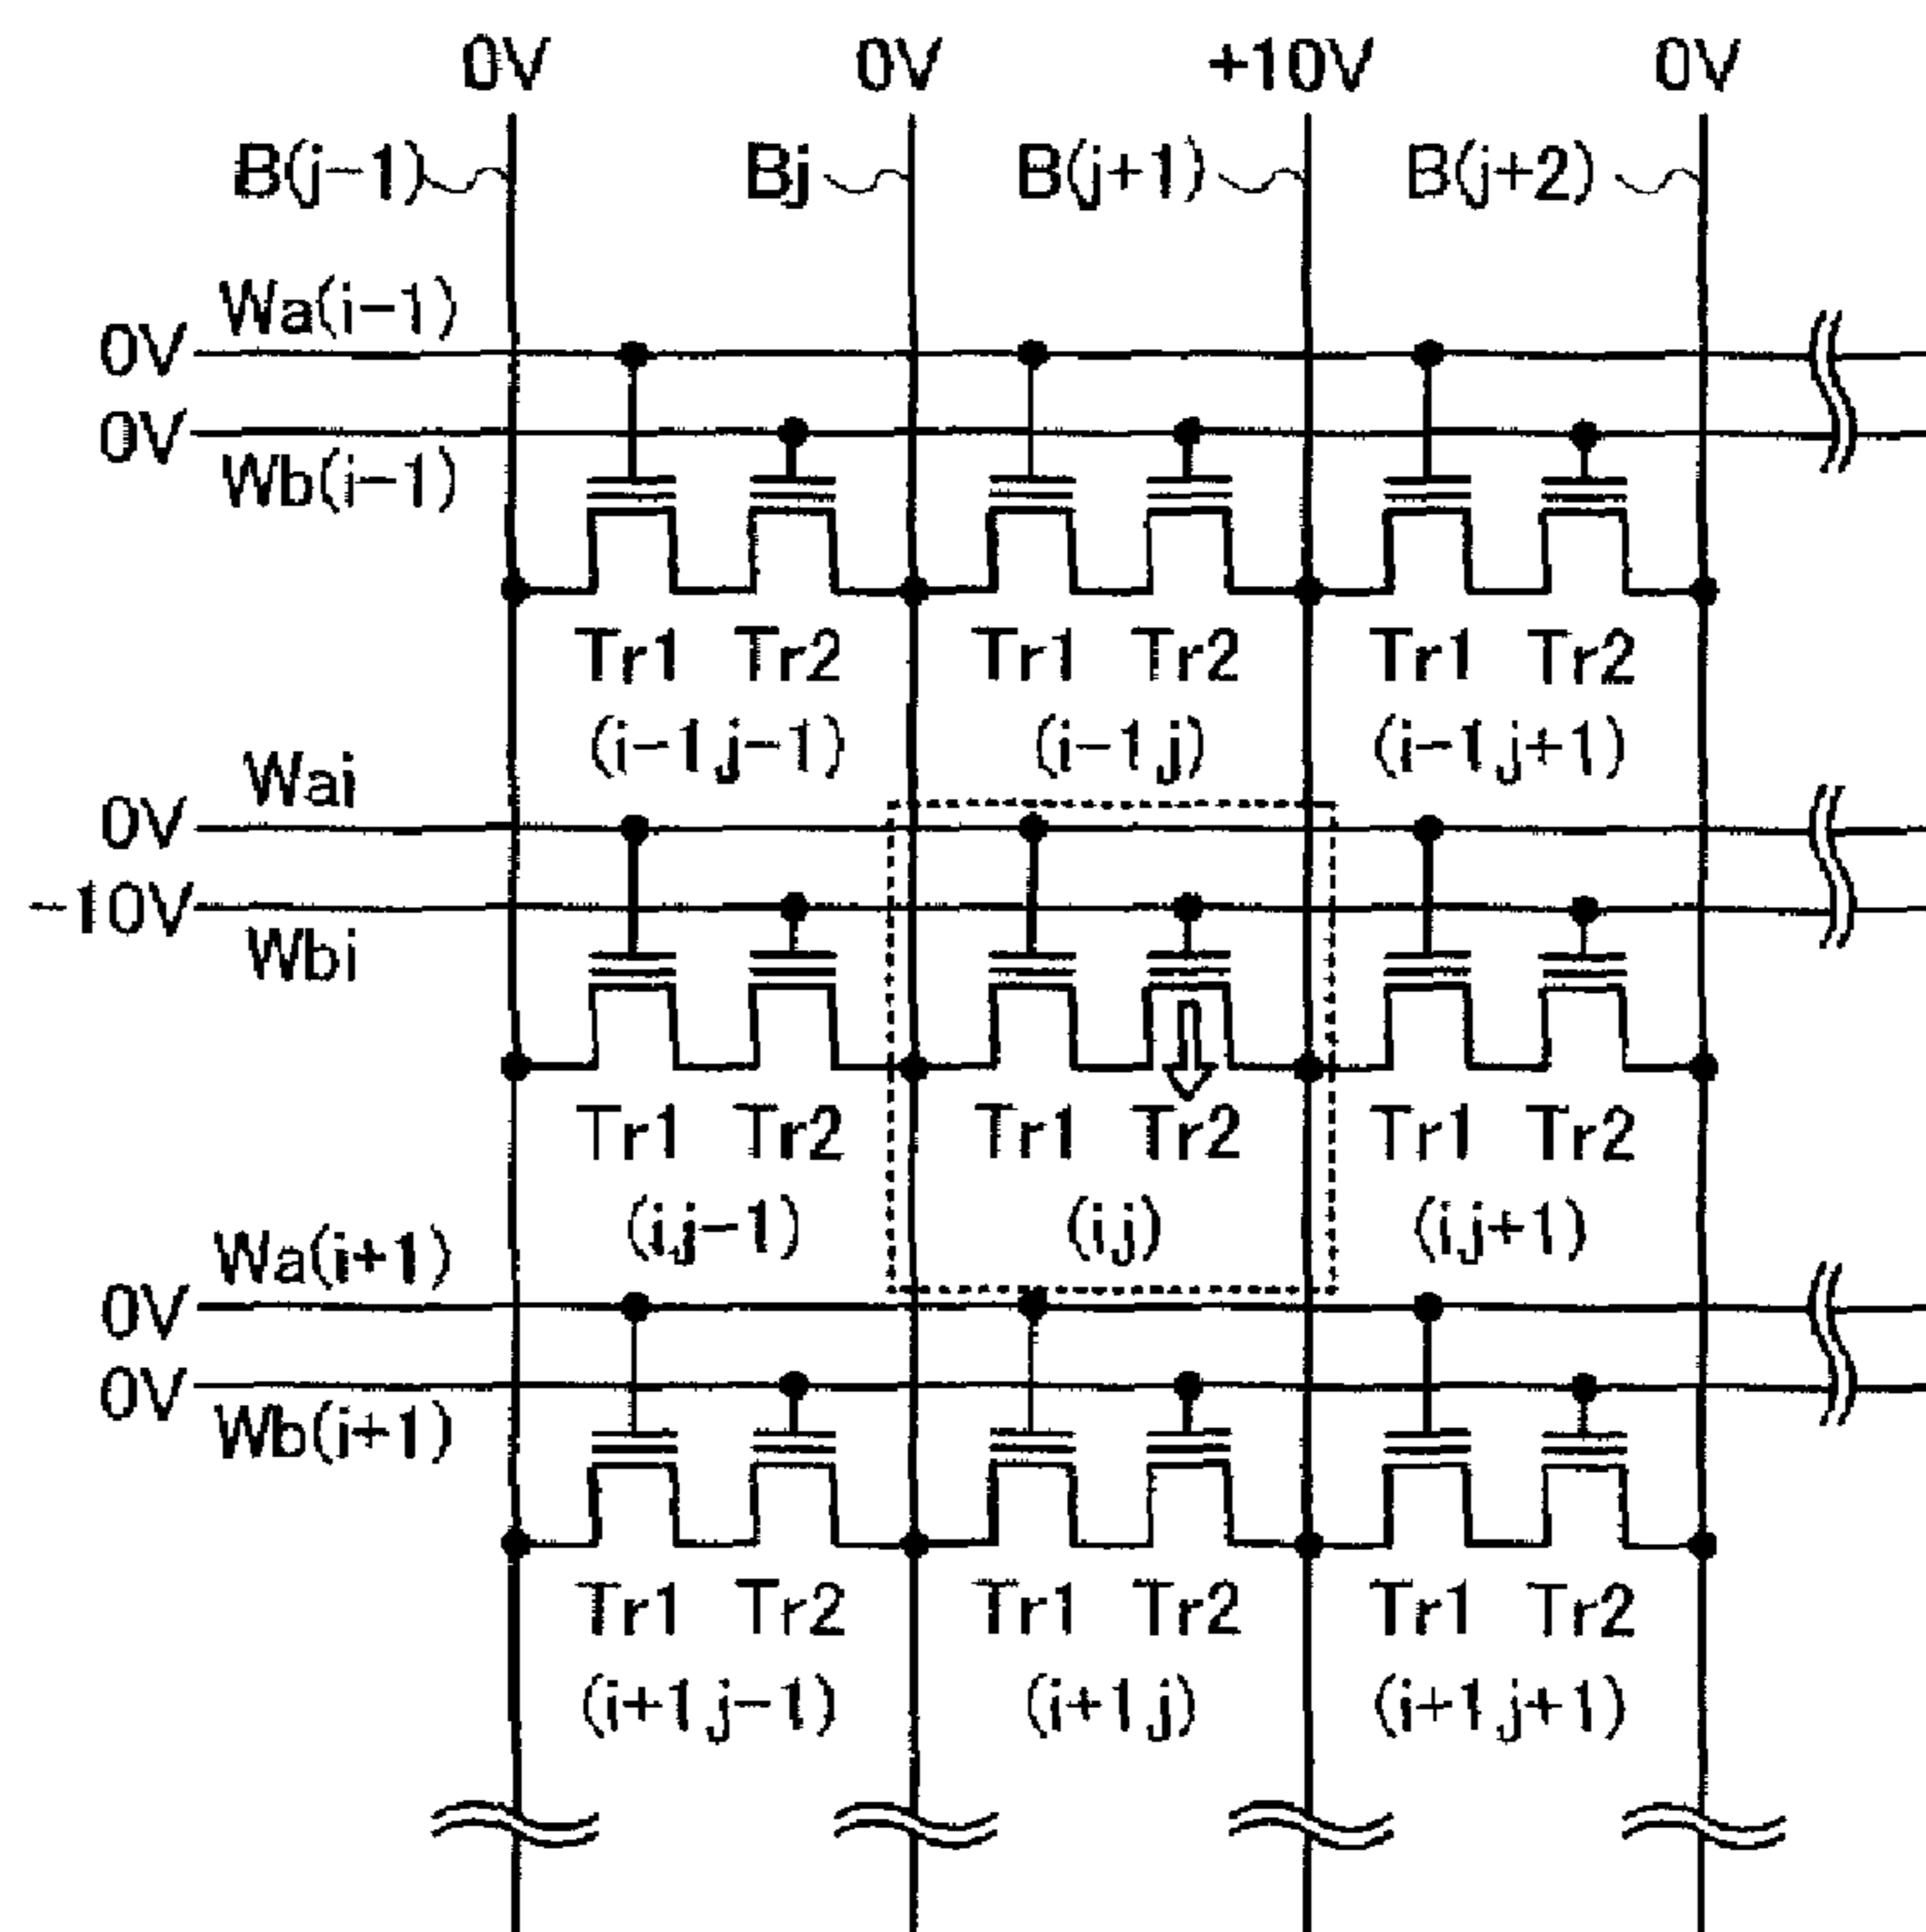 0V 0V +10V 0V
B(j-1) Bj B(j+1) B(j+2)
Wa(i-1)
0V
0V
Wb(i-1)
Tr1 Tr2 Tr1 Tr2 Tr1 Tr2
(i-1,j-1) (i-1,j) (i-1,j+1)
Wai
0V
-10V
Wbi
Tr1 Tr2 Tr1 Tr2 Tr1 Tr2
(i,j-1) (i,j) (i,j+1)
Wa(i+1)
0V
0V
Wb(i+1)
Tr1 Tr2 Tr1 Tr2 Tr1 Tr2
(i+1,j-1) (i+1,j) (i+1,j+1)